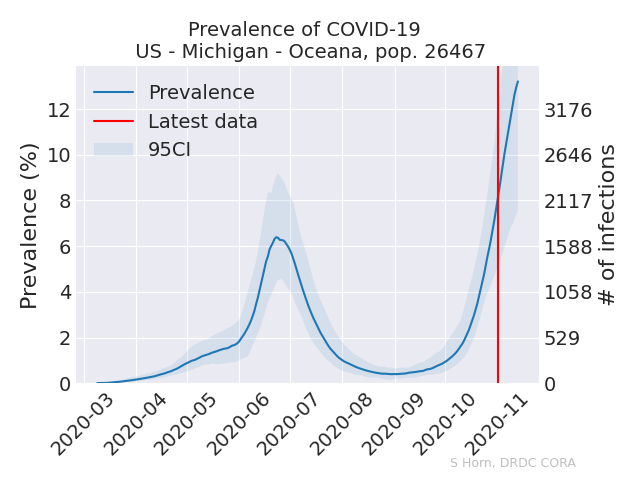 Prevalence of COVID-19
US - Michigan - Oceana, pop. 26467
Prevalence
Latest data
95CI
Prevalence (%)
12
10
8
6
4
2
0
# of infections
3176
2646
2117
1588
1058
529
0
2020-03
2020-04
2020-05
2020-06
2020-07
2020-08
2020-09
2020-10
2020-11
S Horn, DRDC CORA